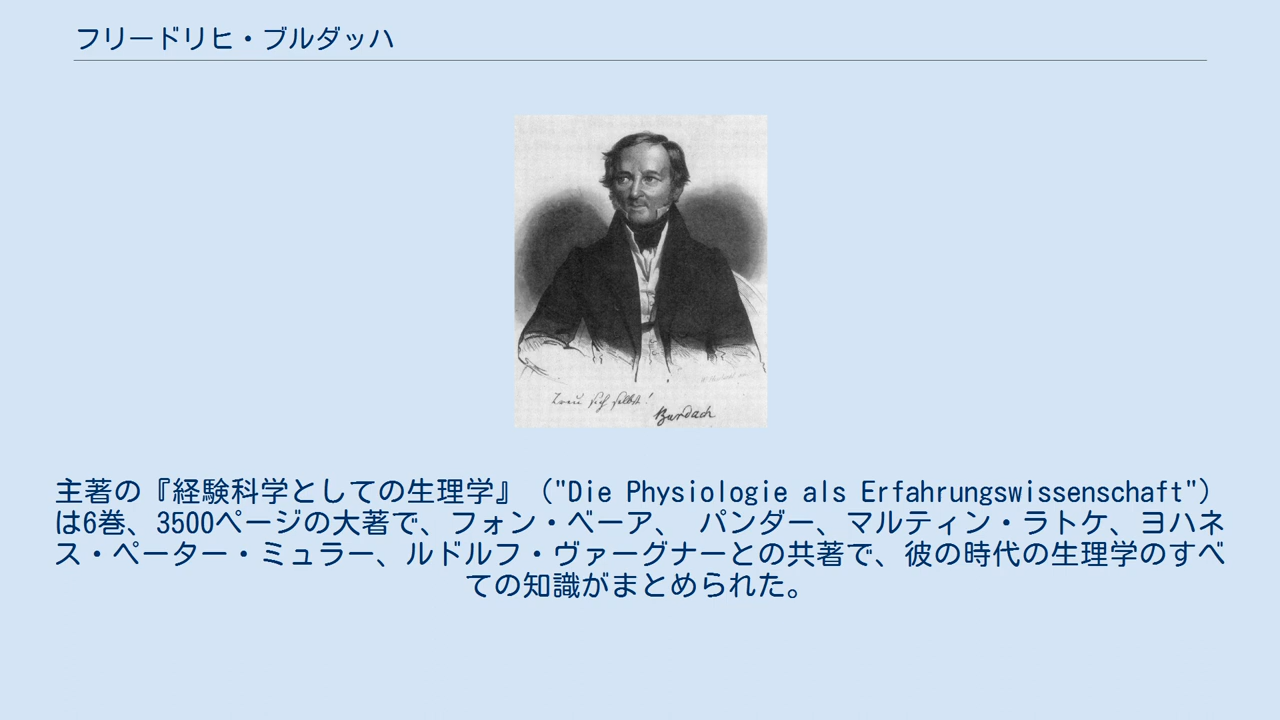 フリードリヒ・ブルダッハ
Treu sich selbst!
Burdach
主著の『経験科学としての生理学』（"Die Physiologie als Erfahrungswissenschaft"）
は6巻、3500ページの大著で、フォン・ベーア、 パンダー、マルティン・ラトケ、ヨハネ
ス・ペーター・ミュラー、ルドルフ・ヴァーグナーとの共著で、彼の時代の生理学のすべ
ての知識がまとめられた。